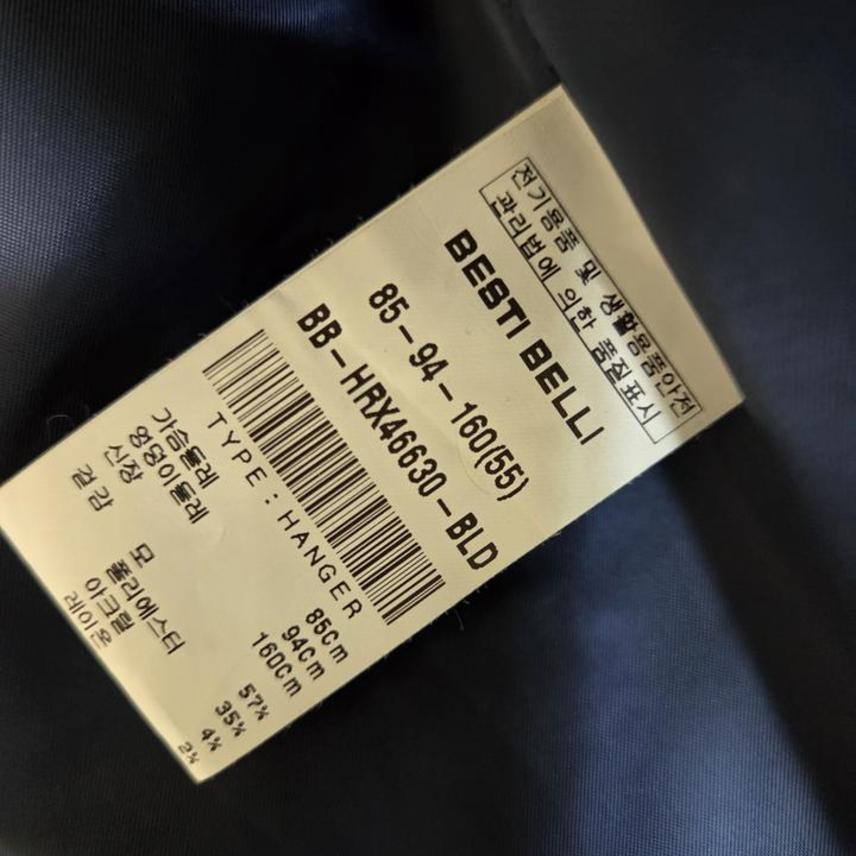 전기용품 및 생활용품안전
관리법에 의한 품질표시
BESTI BELLI
85-94-160(55)
BB-HRX46630-BLD
TYPE:HANGER
가슴둘레 85Cm
엉덩이둘레 94Cm
신장 160Cm
겉감
모 57%
폴리에스터 35%
아크릴 4%
레이온 2%